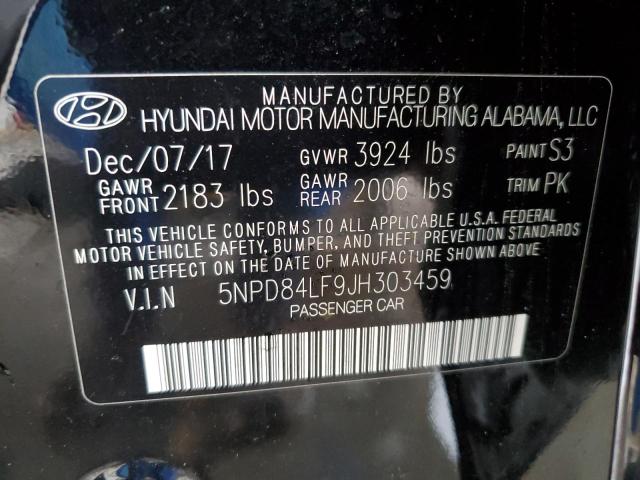 MANUFACTURED BY
HYUNDAI MOTOR MANUFACTURING ALABAMA, LLC
Dec/07/17 GVWR 3924 lbs PAINT S3
GAWR FRONT 2183 lbs GAWR REAR 2006 lbs TRIM PK
THIS VEHICLE CONFORMS TO ALL APPLICABLE U.S.A. FEDERAL
MOTOR VEHICLE SAFETY, BUMPER, AND THEFT PREVENTION STANDARDS
IN EFFECT ON THE DATE OF MANUFACTURE SHOWN ABOVE.
V.I.N 5NPD84LF9JH303459
PASSENGER CAR